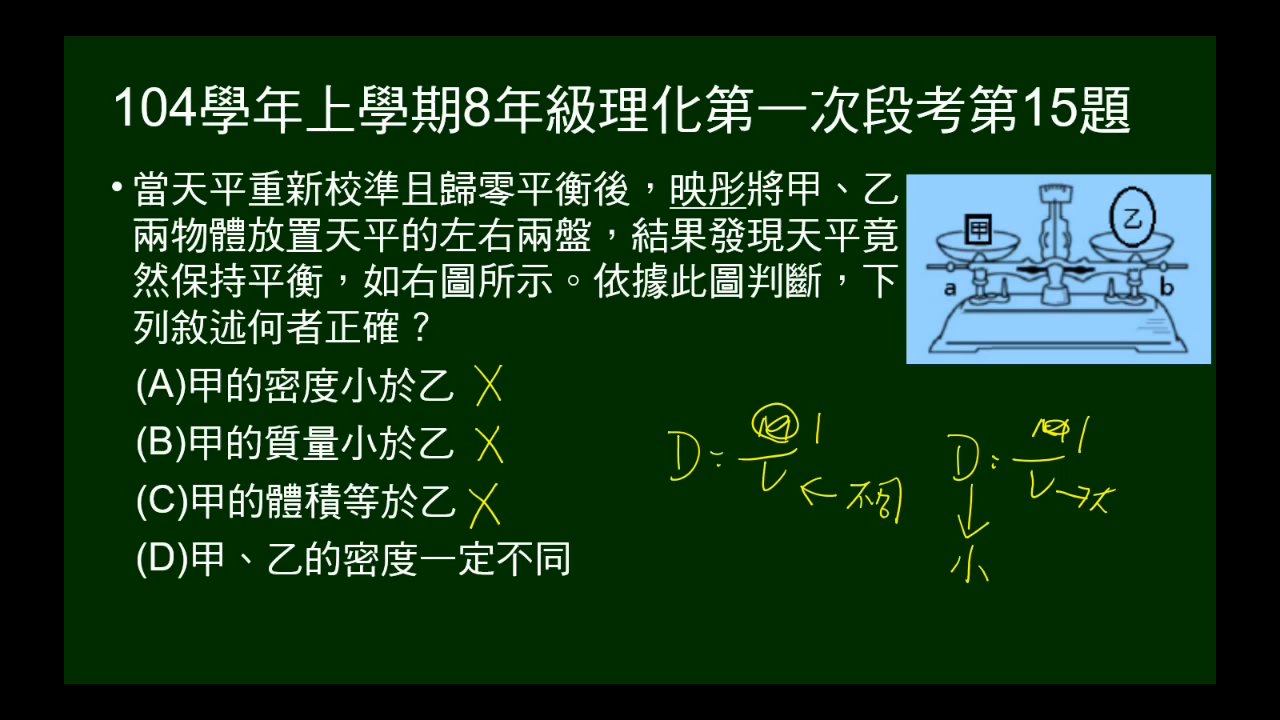 104學年上學期8年級理化第一次段考第15題
•當天平重新校準且歸零平衡後，映彤將甲、乙
兩物體放置天平的左右兩盤，結果發現天平竟
然保持平衡，如右圖所示。依據此圖判斷，下
列敘述何者正確？
甲
乙
a
b
(A)甲的密度小於乙 X
(B)甲的質量小於乙 X
(C)甲的體積等於乙 X
(D)甲、乙的密度一定不同
D = 1
V ← 不同
D = 1
V → 大
↓
小